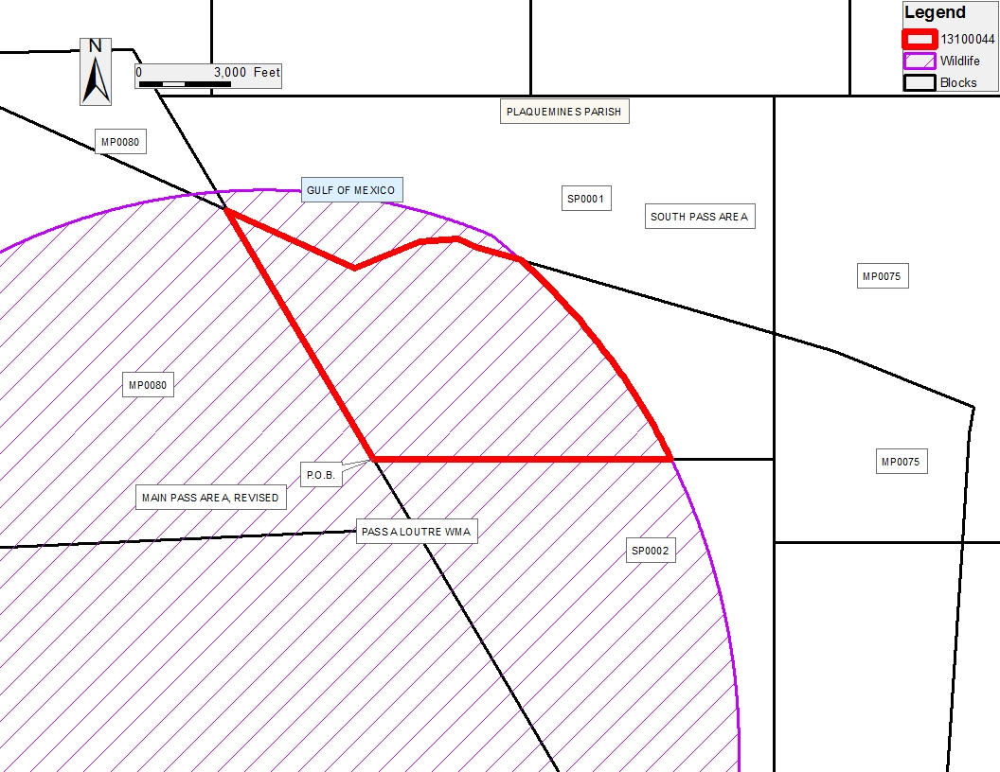 Legend
13100044
Wildlife
Blocks
N
0 3,000 Feet
PLAQUEMINES PARISH
MP0080
GULF OF MEXICO
SP0001
SOUTH PASS AREA
MP0075
MP0080
MP0075
P.O.B.
MAIN PASS AREA, REVISED
PASS A LOUTRE WMA
SP0002